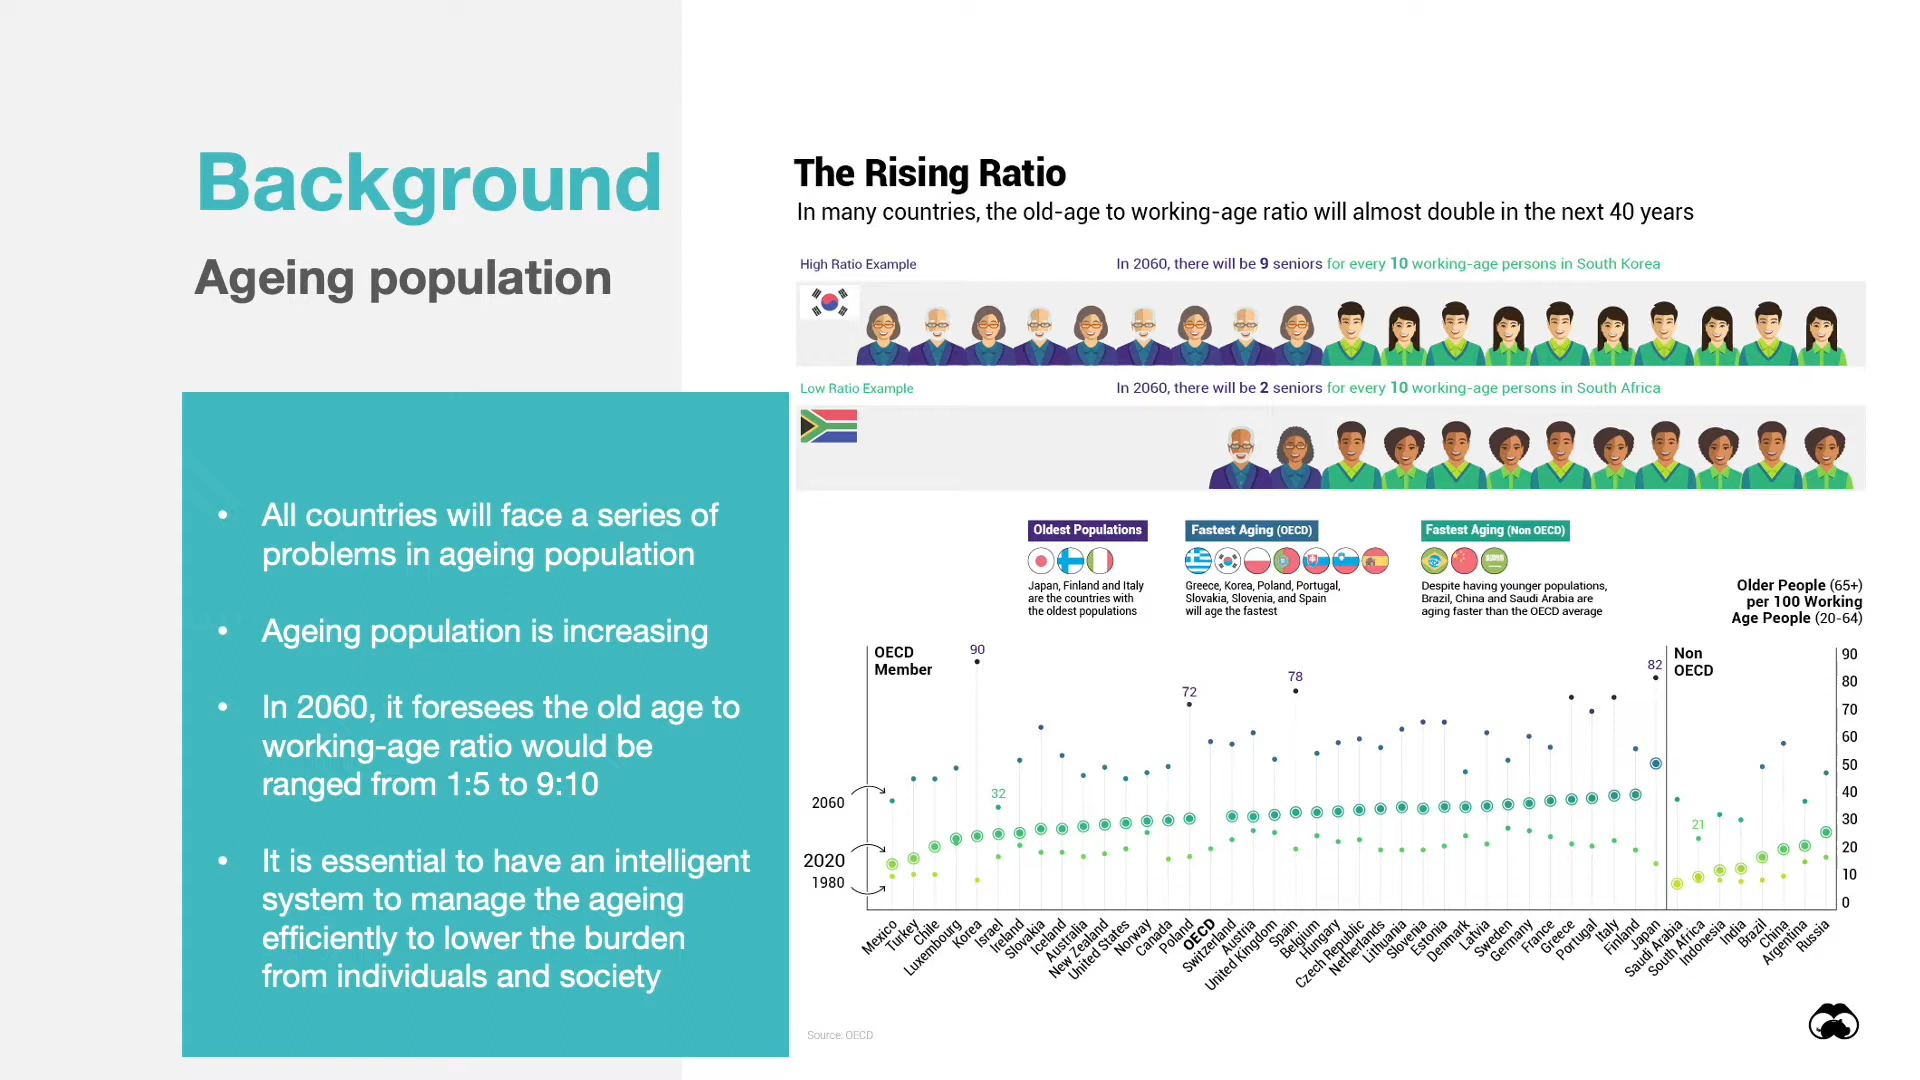 Background
Ageing population
• All countries will face a series of
problems in ageing population
• Ageing population is increasing
• In 2060, it foresees the old age to
working-age ratio would be
ranged from 1:5 to 9:10
• It is essential to have an intelligent
system to manage the ageing
efficiently to lower the burden
from individuals and society
The Rising Ratio
In many countries, the old-age to working-age ratio will almost double in the next 40 years
High Ratio Example
In 2060, there will be 9 seniors for every 10 working-age persons in South Korea
Low Ratio Example
In 2060, there will be 2 seniors for every 10 working-age persons in South Africa
Oldest Populations
Japan, Finland and Italy
are the countries with
the oldest populations
Fastest Aging (OECD)
Greece, Korea, Poland, Portugal,
Slovakia, Slovenia, and Spain
will age the fastest
Fastest Aging (Non OECD)
Despite having younger populations,
Brazil, China and Saudi Arabia are
aging faster than the OECD average
Older People (65+)
per 100 Working
Age People (20-64)
OECD
Member
Non
OECD
90
72
78
82
32
21
2060
2020
1980
90
80
70
60
50
40
30
20
10
0
Mexico
Turkey
Chile
Luxembourg
Korea
Israel
Ireland
Slovakia
Iceland
Australia
New Zealand
United States
Norway
Canada
Poland
OECD
Switzerland
Austria
United Kingdom
Spain
Belgium
Hungary
Czech Republic
Netherlands
Lithuania
Slovenia
Estonia
Denmark
Latvia
Sweden
Germany
France
Greece
Portugal
Italy
Finland
Japan
Saudi Arabia
South Africa
Indonesia
India
Brazil
China
Argentina
Russia
Source: OECD